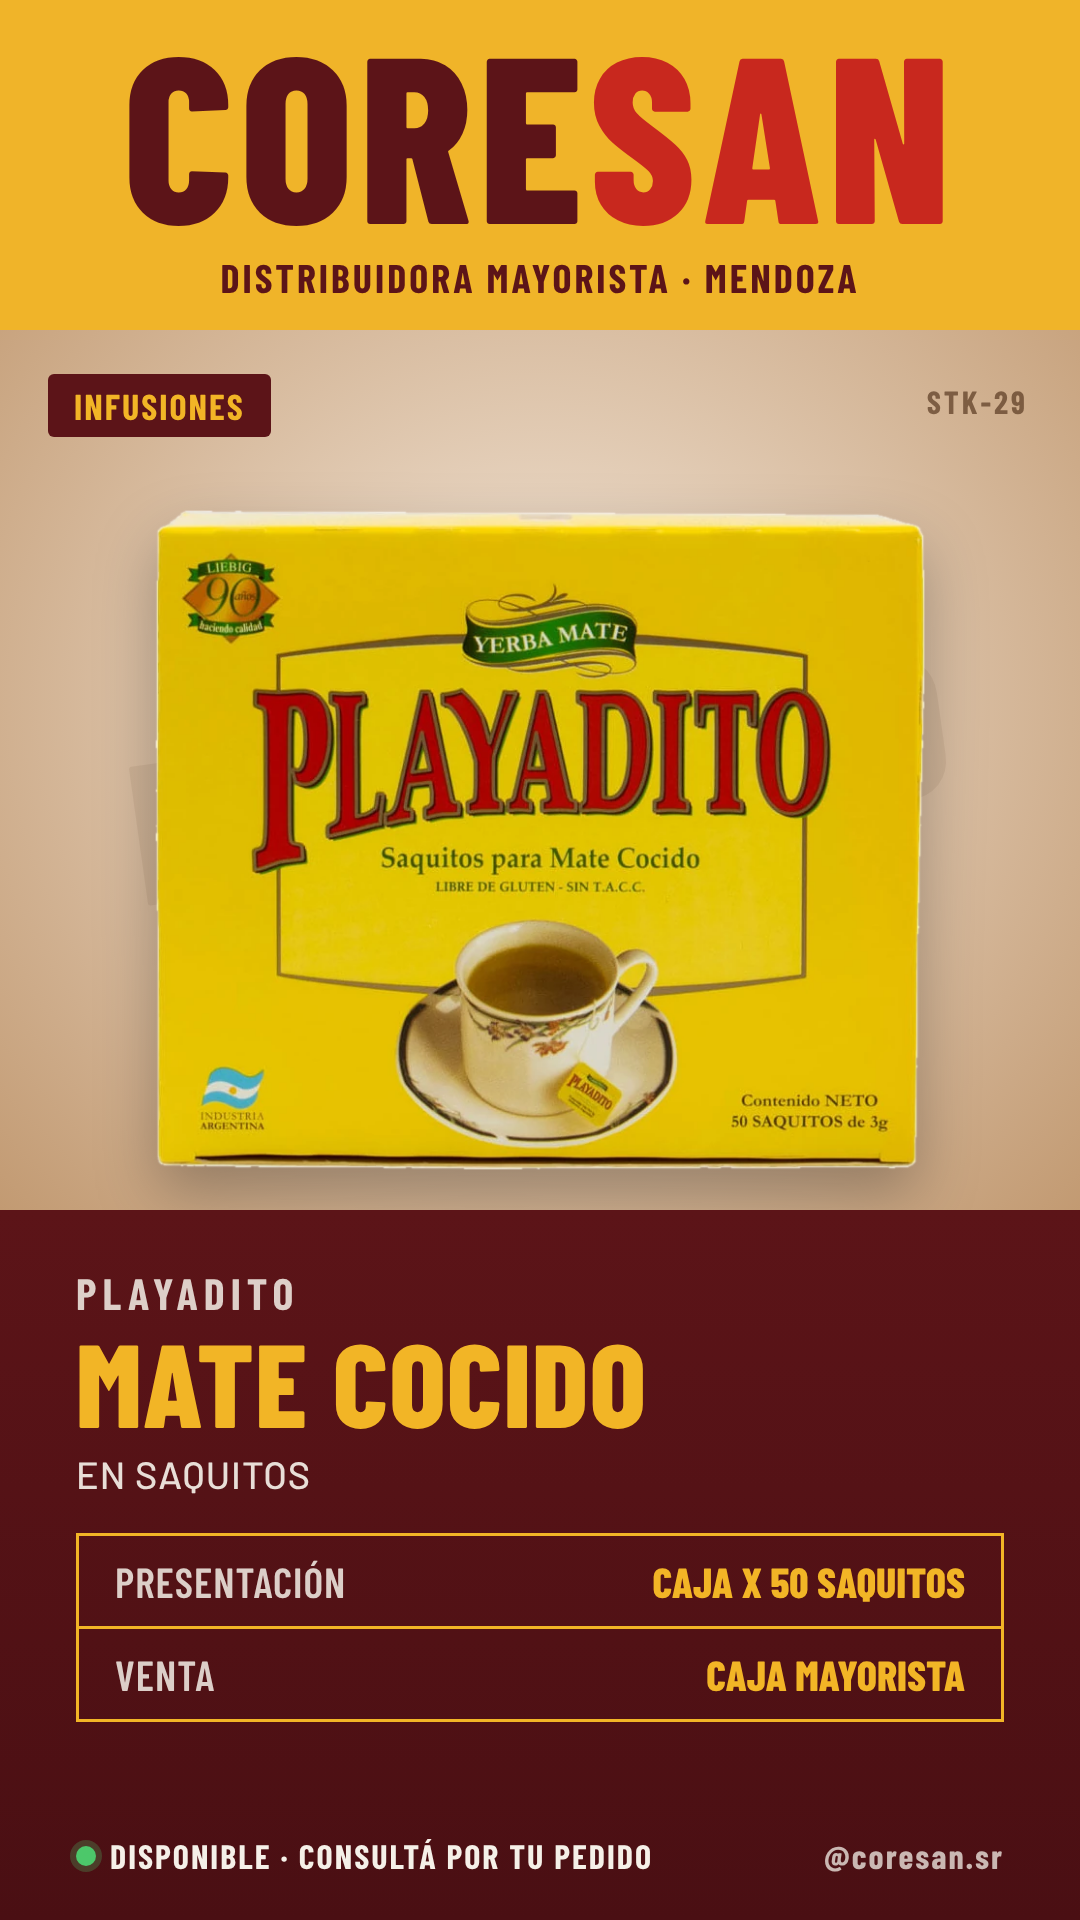 CORESAN
DISTRIBUIDORA MAYORISTA · MENDOZA
INFUSIONES
STK-29
LIEBIG
90 años
haciendo calidad
YERBA MATE
PLAYADITO
Saquitos para Mate Cocido
LIBRE DE GLUTEN - SIN T.A.C.C.
PLAYADITO
INDUSTRIA
ARGENTINA
Contenido NETO
50 SAQUITOS de 3g
PLAYADITO
MATE COCIDO
EN SAQUITOS
PRESENTACIÓN CAJA X 50 SAQUITOS
VENTA CAJA MAYORISTA
DISPONIBLE · CONSULTÁ POR TU PEDIDO
@coresan.sr